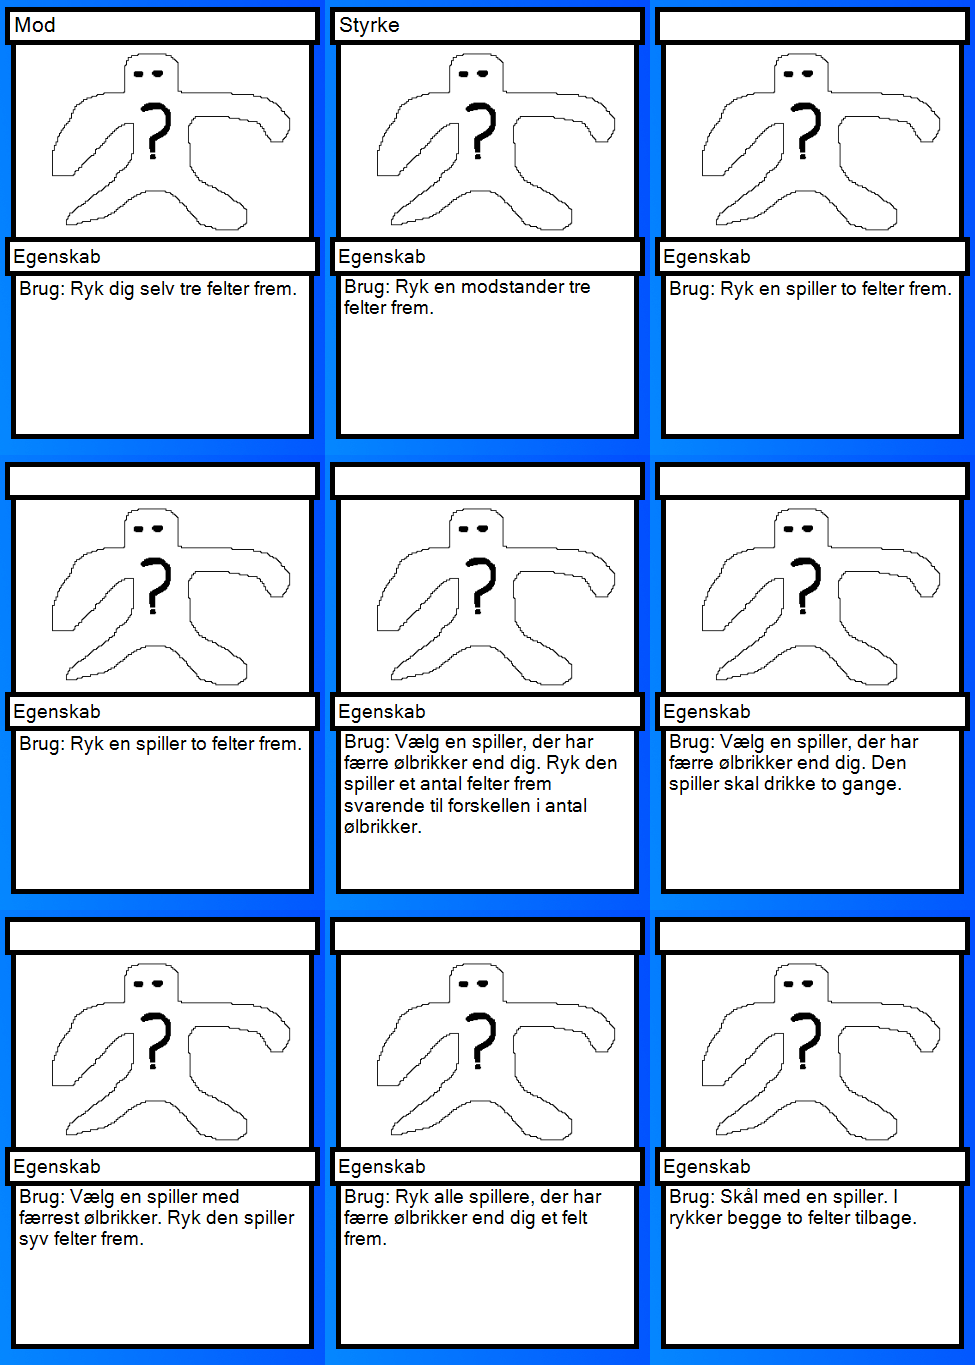 Mod
Styrke
?
?
?
Egenskab
Egenskab
Egenskab
Brug: Ryk dig selv tre felter frem.
Brug: Ryk en modstander tre
felter frem.
Brug: Ryk en spiller to felter frem.
?
?
?
Egenskab
Egenskab
Egenskab
Brug: Ryk en spiller to felter frem.
Brug: Vælg en spiller, der har
færre ølbrikker end dig. Ryk den
spiller et antal felter frem
svarende til forskellen i antal
ølbrikker.
Brug: Vælg en spiller, der har
færre ølbrikker end dig. Den
spiller skal drikke to gange.
?
?
?
Egenskab
Egenskab
Egenskab
Brug: Vælg en spiller med
færrest ølbrikker. Ryk den spiller
syv felter frem.
Brug: Ryk alle spillere, der har
færre ølbrikker end dig et felt
frem.
Brug: Skål med en spiller. I
rykker begge to felter tilbage.